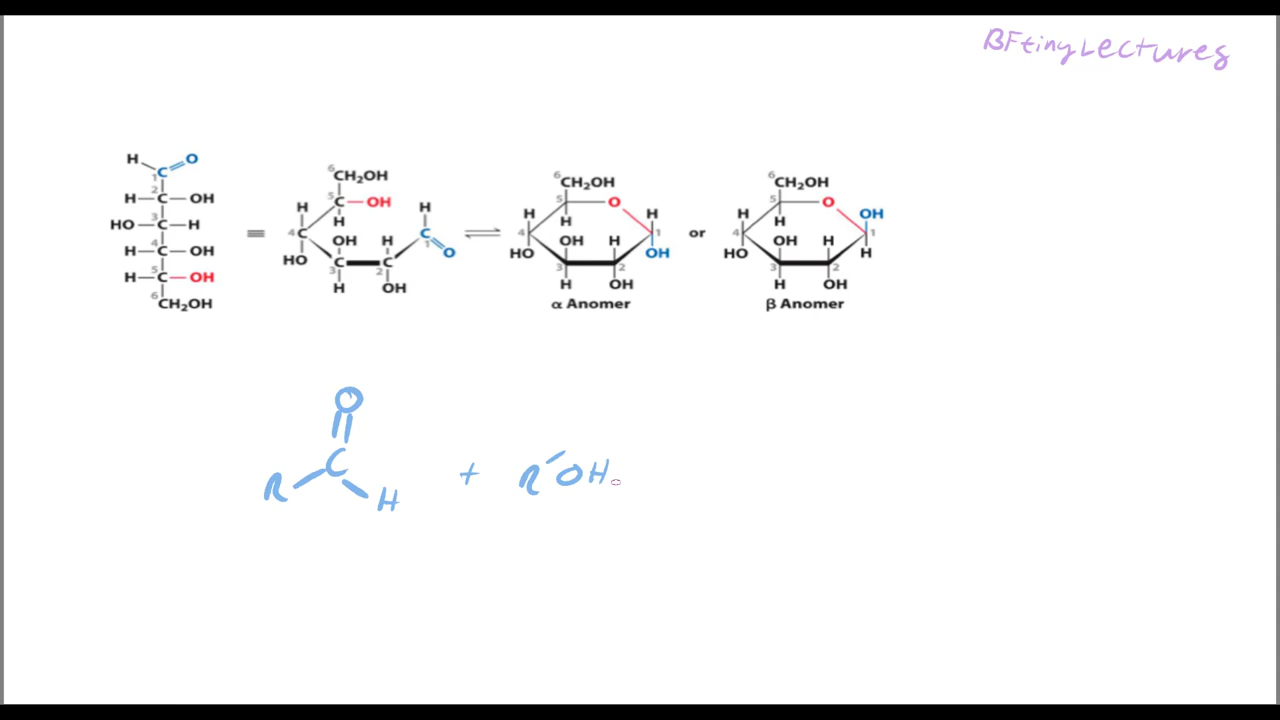 BFtinyLectures
H C O
1
2
H—C—OH
3
HO—C—H
4
H—C—OH
5
H—C—OH
6
CH₂OH
≡
6
CH₂OH
5
H C—OH H
H
4 C OH H C 1
HO C C O
3 2
H OH
⇌
6
CH₂OH
5 O
H H H
4 OH H 1
HO OH
3 2
H OH
α Anomer
or
6
CH₂OH
5 O OH
H H
4 OH H 1
HO H
3 2
H OH
β Anomer
O
C
R H + R´OH